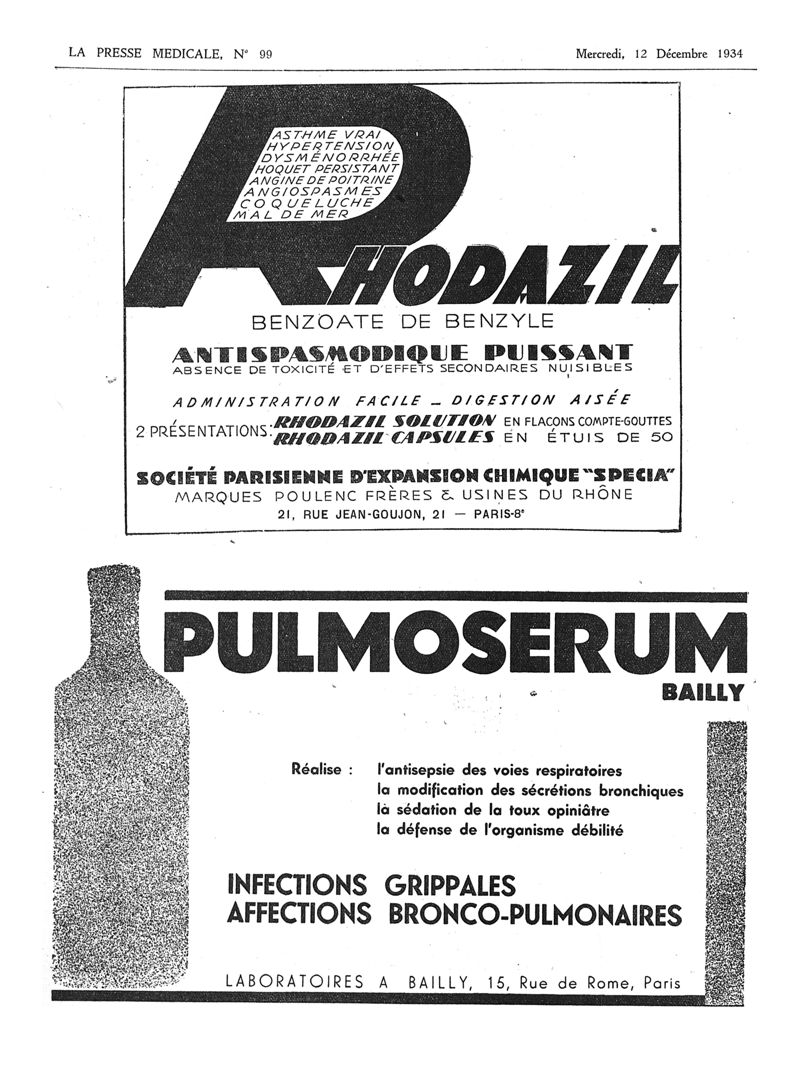 LA PRESSE MEDICALE, N° 99
Mercredi, 12 Décembre 1934
ASTHME VRAI
HYPERTENSION
DYSMÉNORRHÉE
HOQUET PERSISTANT
ANGINE DE POITRINE
ANGIOSPASMES
COQUELUCHE
MAL DE MER
RHODAZIL
BENZOATE DE BENZYLE
ANTISPASMODIQUE PUISSANT
ABSENCE DE TOXICITÉ ET D'EFFETS SECONDAIRES NUISIBLES
ADMINISTRATION FACILE _ DIGESTION AISÉE
2 PRÉSENTATIONS: RHODAZIL SOLUTION EN FLACONS COMPTE-GOUTTES
RHODAZIL CAPSULES EN ÉTUIS DE 50
SOCIÉTÉ PARISIENNE D'EXPANSION CHIMIQUE "SPECIA"
MARQUES POULENC FRÈRES & USINES DU RHÔNE
21, RUE JEAN-GOUJON, 21 — PARIS-8e
PULMOSERUM
BAILLY
Réalise : l'antisepsie des voies respiratoires
la modification des sécrétions bronchiques
la sédation de la toux opiniâtre
la défense de l'organisme débilité
INFECTIONS GRIPPALES
AFFECTIONS BRONCO-PULMONAIRES
LABORATOIRES A BAILLY, 15, Rue de Rome, Paris